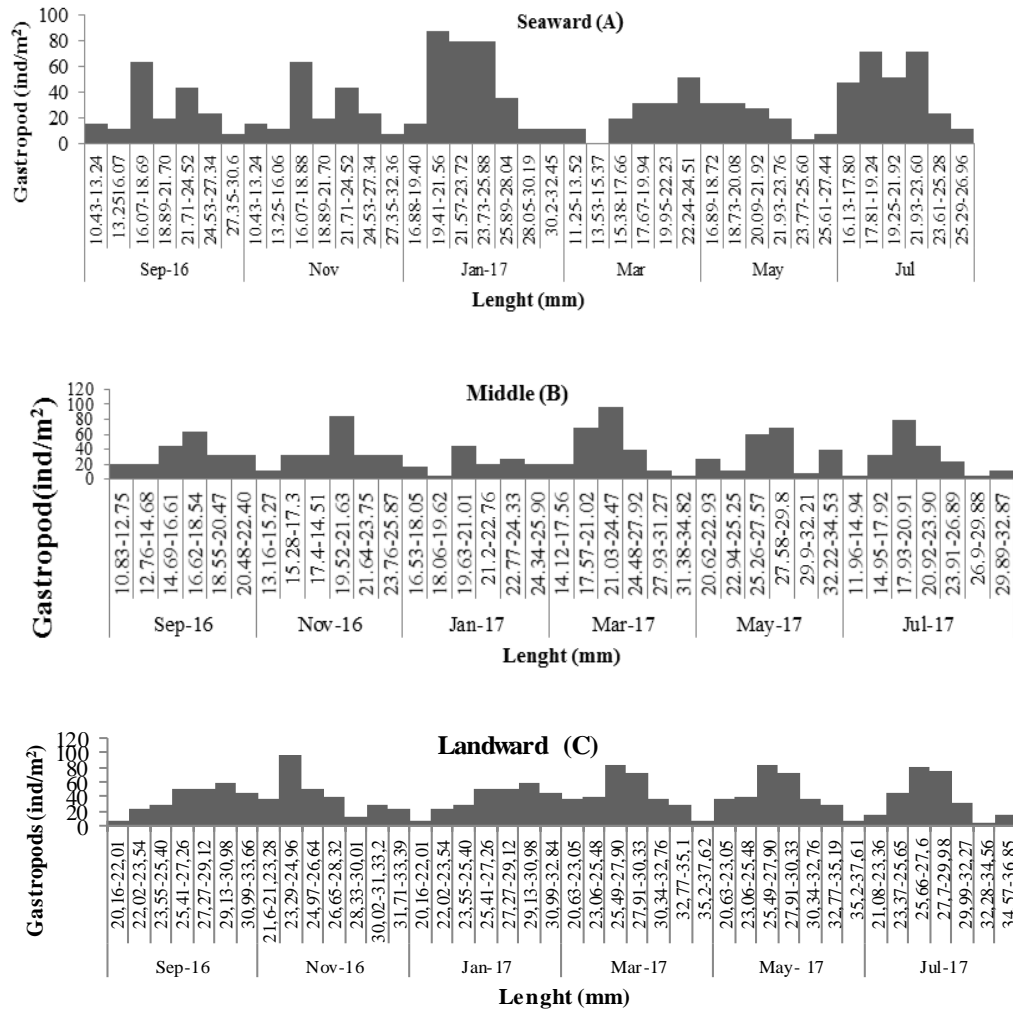 Seaward (A)
Gastropod (ind/m²)
100
80
60
40
20
0
10.43-13.24 13.2516.07 16.07-18.69 18.89-21.70 21.71-24.52 24.53-27.34 27.35-30.6 10.43-13.24 13.25-16.06 16.07-18.88 18.89-21.70 21.71-24.52 24.53-27.34 27.35-32.36 16.88-19.40 19.41-21.56 21.57-23.72 23.73-25.88 25.89-28.04 28.05-30.19 30.2-32.45 11.25-13.52 13.53-15.37 15.38-17.66 17.67-19.94 19.95-22.23 22.24-24.51 16.89-18.72 18.73-20.08 20.09-21.92 21.93-23.76 23.77-25.60 25.61-27.44 16.13-17.80 17.81-19.24 19.25-21.92 21.93-23.60 23.61-25.28 25.29-26.96
Sep-16 Nov Jan-17 Mar May Jul
Lenght (mm)
Middle (B)
Gastropod(ind/m²)
120
100
80
60
40
20
10.83-12.75 12.76-14.68 14.69-16.61 16.62-18.54 18.55-20.47 20.48-22.40 13.16-15.27 15.28-17.3 17.4-14.51 19.52-21.63 21.64-23.75 23.76-25.87 16.53-18.05 18.06-19.62 19.63-21.01 21.2-22.76 22.77-24.33 24.34-25.90 14.12-17.56 17.57-21.02 21.03-24.47 24.48-27.92 27.93-31.27 31.38-34.82 20.62-22.93 22.94-25.25 25.26-27.57 27.58-29.8 29.9-32.21 32.22-34.53 11.96-14.94 14.95-17.92 17.93-20.91 20.92-23.90 23.91-26.89 26.9-29.88 29.89-32.87
Sep-16 Nov-16 Jan-17 Mar-17 May-17 Jul-17
Lenght (mm)
Landward (C)
Gastropods (ind/m²)
120
100
80
60
40
20
0
20,16-22,01 22,02-23,54 23,55-25,40 25,41-27,26 27,27-29,12 29,13-30,98 30,99-33,66 21,6-21,23,28 23,29-24,96 24,97-26,64 26,65-28,32 28,33-30,01 30,02-31,33,2 31,71-33,39 20,16-22,01 22,02-23,54 23,55-25,40 25,41-27,26 27,27-29,12 29,13-30,98 30,99-32,84 20,63-23,05 23,06-25,48 25,49-27,90 27,91-30,33 30,34-32,76 32,77-35,1 35,2-37,62 20,63-23,05 23,06-25,48 25,49-27,90 27,91-30,33 30,34-32,76 32,77-35,19 35,2-37,61 21,08-23,36 23,37-25,65 25,66-27,6 27,7-29,98 29,99-32,27 32,28-34,56 34,57-36,85
Sep-16 Nov-16 Jan-17 Mar-17 May- 17 Jul-17
Lenght (mm)